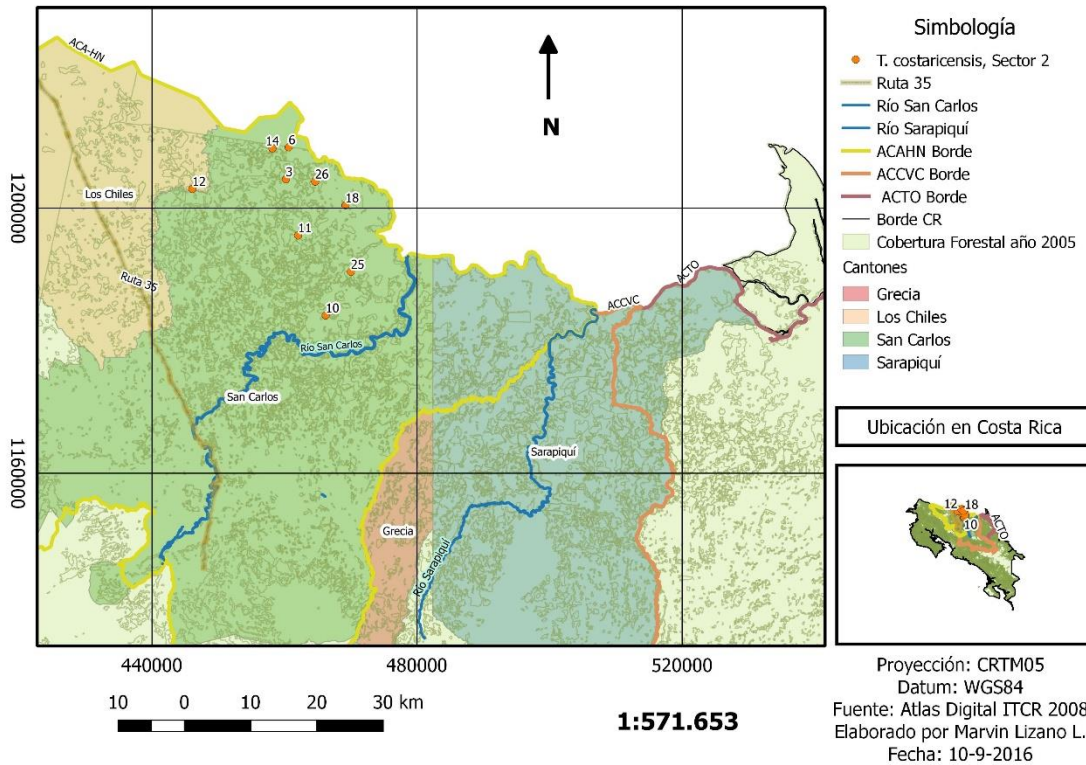 ACA-HN
14
6
3
26
12
Los Chiles
18
11
25
Ruta 35
10
Río San Carlos
San Carlos
ACCVC
ACTO
Sarapiquí
Grecia
Río Sarapiquí
1200000
1160000
440000
480000
520000
10 0 10 20 30 km
1:571.653
N
Simbología
T. costaricensis, Sector 2
Ruta 35
Río San Carlos
Río Sarapiquí
ACAHN Borde
ACCVC Borde
ACTO Borde
Borde CR
Cobertura Forestal año 2005
Cantones
Grecia
Los Chiles
San Carlos
Sarapiquí
Ubicación en Costa Rica
12 18
10
ACTO
Proyección: CRTM05
Datum: WGS84
Fuente: Atlas Digital ITCR 2008
Elaborado por Marvin Lizano L.
Fecha: 10-9-2016